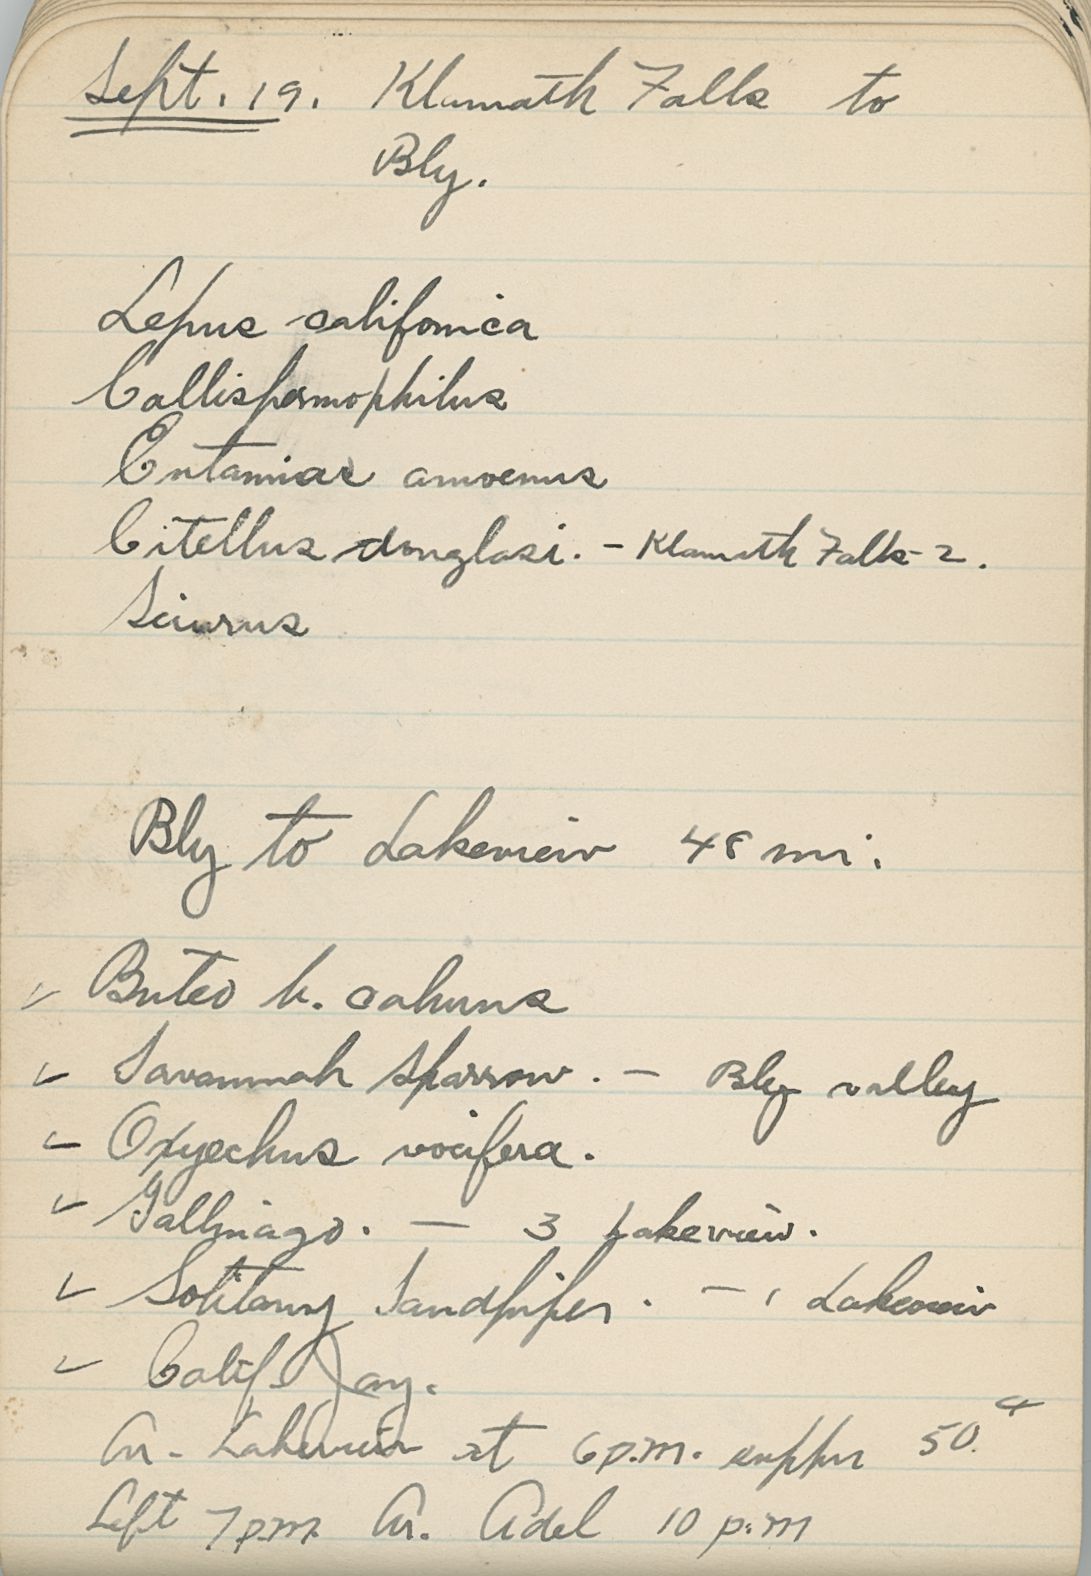 Sept. 19. Klamath Falls to
Bly.
Lepus califonica
Callispermophilus
Eutamias amoenus
Citellus douglasi. - Klamath Falls - 2.
Sciurus
Bly to Lakeview 48 mi.
Buteo b. calurus
Savannah Sparrow. - Bly valley
Oxyechus vocifera.
Gallinago. - 3 Lakeview.
Solitary Sandpiper. - 1 Lakeview
Calif Jay.
Ar. Lakeview at 6 p.m. supper 50.
Left 7 p.m. Ar. Adel 10 p.m